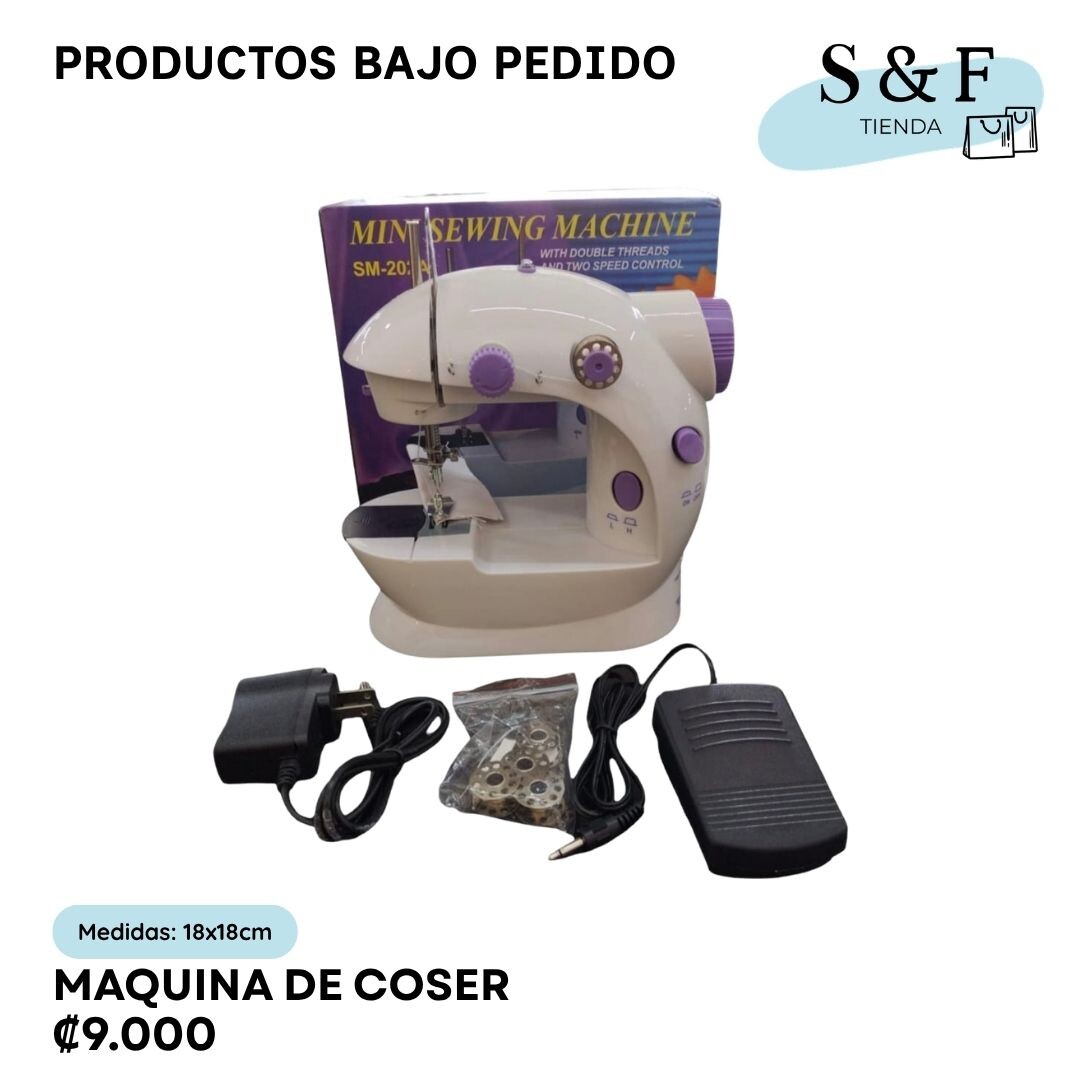 PRODUCTOS BAJO PEDIDO
S & F
TIENDA
SEWING MACHINE
WITH DOUBLE THREADS
AND TWO SPEED CONTROL
L H
Medidas: 18x18cm
MAQUINA DE COSER
₡9.000